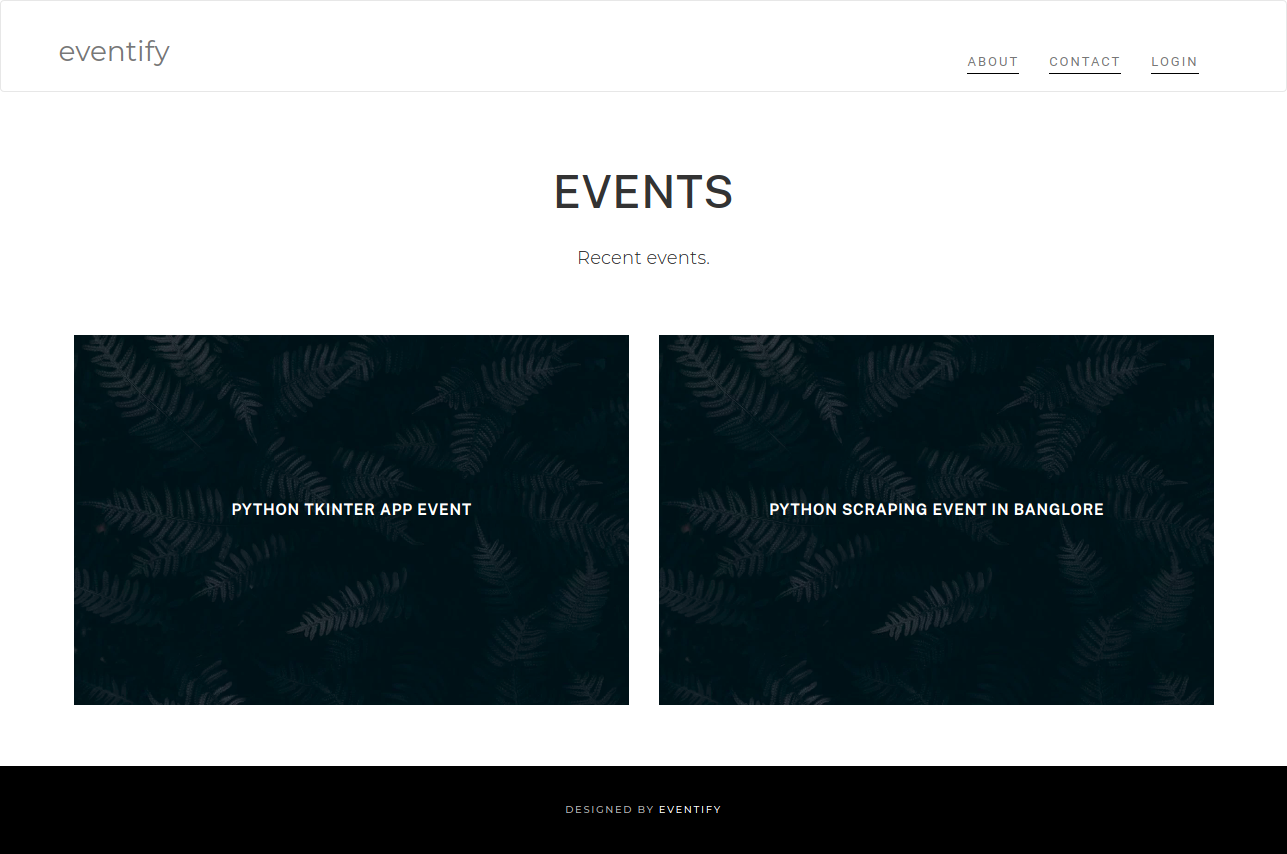 eventify
ABOUT CONTACT LOGIN
EVENTS
Recent events.
PYTHON TKINTER APP EVENT
PYTHON SCRAPING EVENT IN BANGLORE
DESIGNED BY EVENTIFY